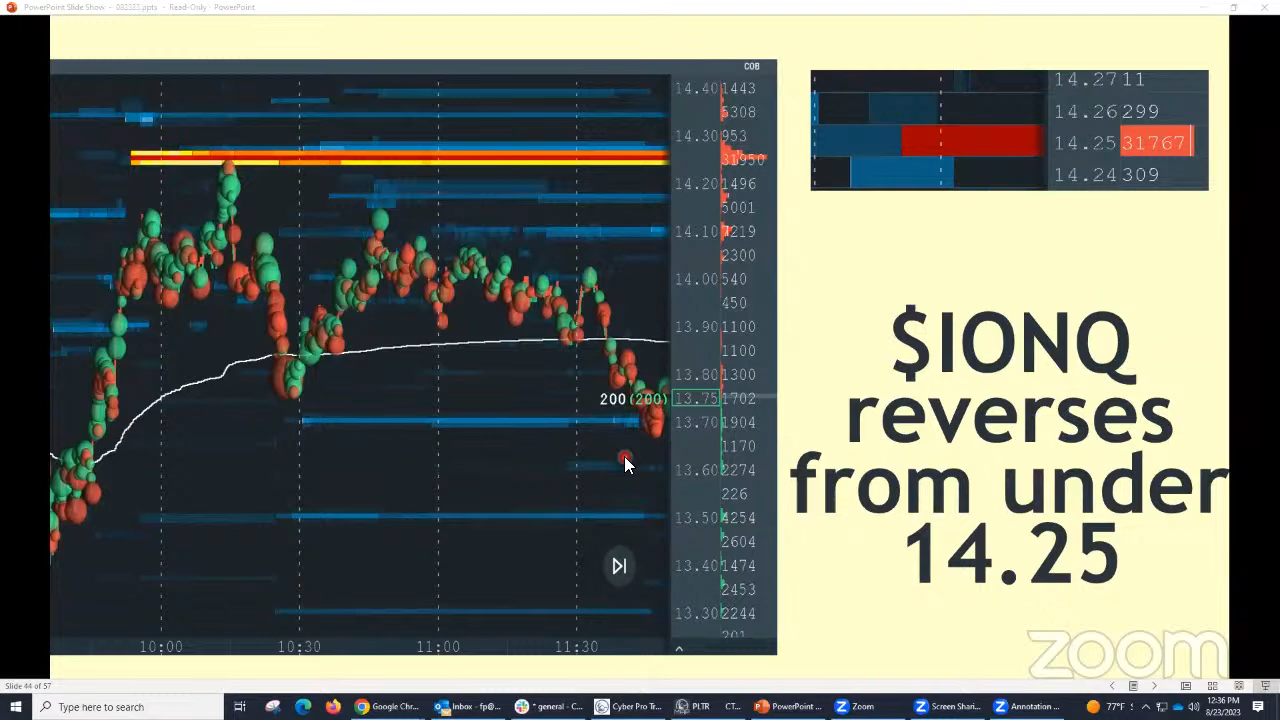 PowerPoint Slide Show - 082323.ppts - Read-Only - PowerPoint
COB
14.40 1443
5308
14.30 953
31950
14.20 1496
5001
14.10 7219
2300
14.00 540
450
13.90 1100
1100
13.80 1300
200 (200) 13.75 1702
13.70 1904
1170
13.60 2274
226
13.50 4254
2604
13.40 1474
2453
13.30 2244
201
10:00 10:30 11:00 11:30
14.27 11
14.26 299
14.25 31767
14.24 309
$IONQ
reverses
from under
14.25
zoom
Slide 44 of 57
Type here to search
Google Chr...
Inbox - fp@...
* general - C...
Cyber Pro Tr...
PLTR CT...
PowerPoint ...
Zoom
Screen Shari...
Annotation ...
77°F
12:36 PM
8/23/2023